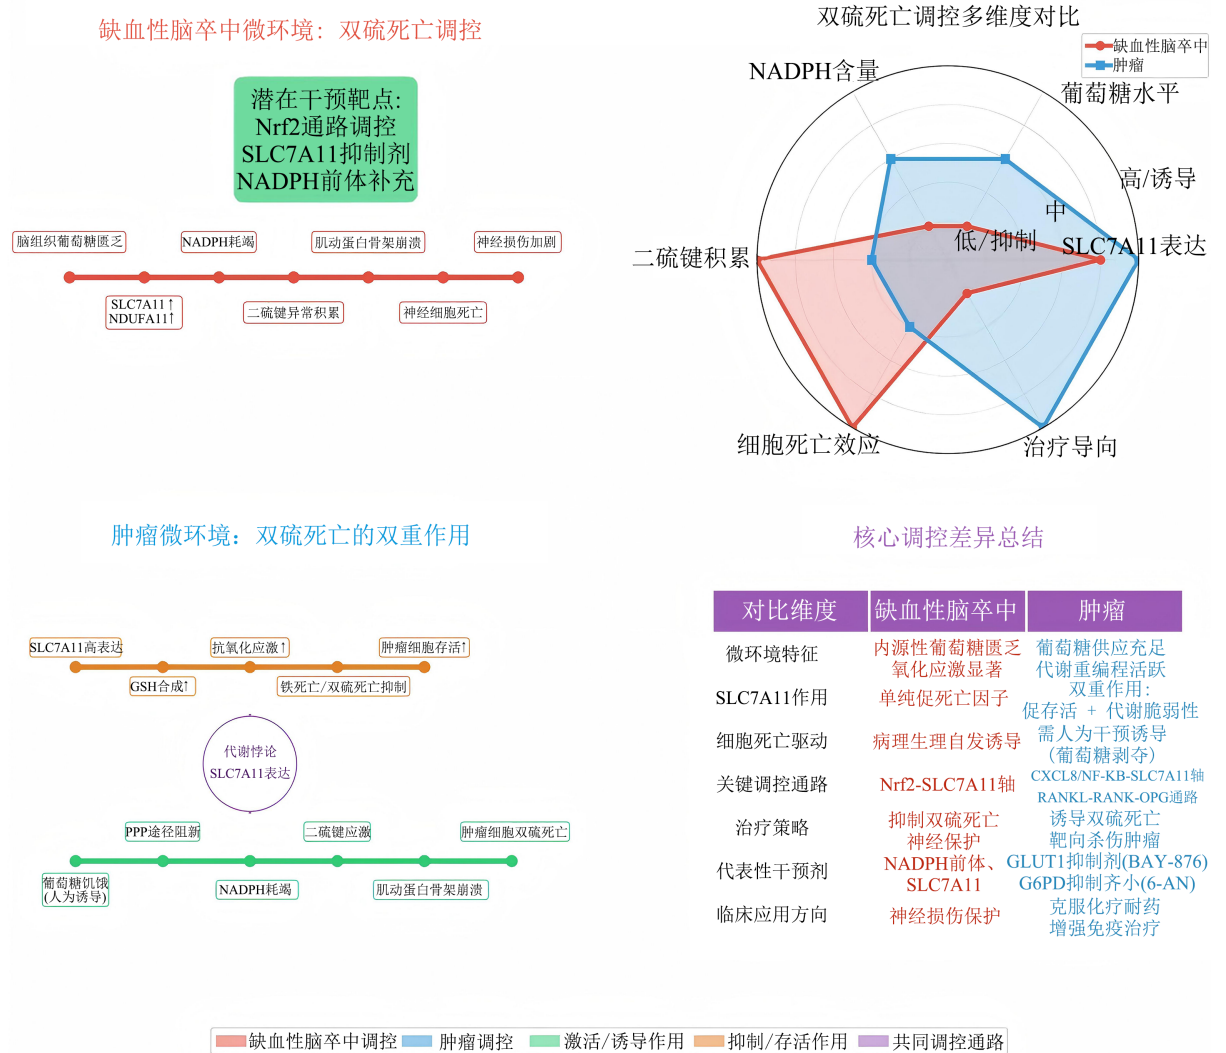 缺血性脑卒中微环境: 双硫死亡调控
潜在干预靶点:
Nrf2通路调控
SLC7A11抑制剂
NADPH前体补充
脑组织葡萄糖匮乏
NADPH耗竭
肌动蛋白骨架崩溃
神经损伤加剧
SLC7A11↑
NDUFA11↑
二硫键异常积累
神经细胞死亡
双硫死亡调控多维度对比
缺血性脑卒中
肿瘤
NADPH含量
葡萄糖水平
高/诱导
中
低/抑制
SLC7A11表达
二硫键积累
细胞死亡效应
治疗导向
肿瘤微环境: 双硫死亡的双重作用
SLC7A11高表达
抗氧化应激↑
肿瘤细胞存活↑
GSH合成↑
铁死亡/双硫死亡抑制
代谢悖论
SLC7A11表达
PPP途径阻新
二硫键应激
肿瘤细胞双硫死亡
葡萄糖饥饿
(人为诱导)
NADPH耗竭
肌动蛋白骨架崩溃
核心调控差异总结
对比维度 缺血性脑卒中 肿瘤
微环境特征
内源性葡萄糖匮乏
氧化应激显著
葡萄糖供应充足
代谢重编程活跃
SLC7A11作用
单纯促死亡因子
双重作用:
促存活 + 代谢脆弱性
细胞死亡驱动
病理生理自发诱导
需人为干预诱导
(葡萄糖剥夺)
关键调控通路
Nrf2-SLC7A11轴
CXCL8/NF-KB-SLC7A11轴
RANKL-RANK-OPG通路
治疗策略
抑制双硫死亡
神经保护
诱导双硫死亡
靶向杀伤肿瘤
代表性干预剂
NADPH前体、
SLC7A11
GLUT1抑制剂(BAY-876)
G6PD抑制齐小(6-AN)
临床应用方向
神经损伤保护
克服化疗耐药
增强免疫治疗
缺血性脑卒中调控 肿瘤调控 激活/诱导作用 抑制/存活作用 共同调控通路